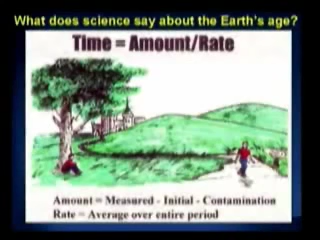 What does science say about the Earth's age?
Time = Amount/Rate
Amount = Measured - Initial - Contamination
Rate = Average over entire period